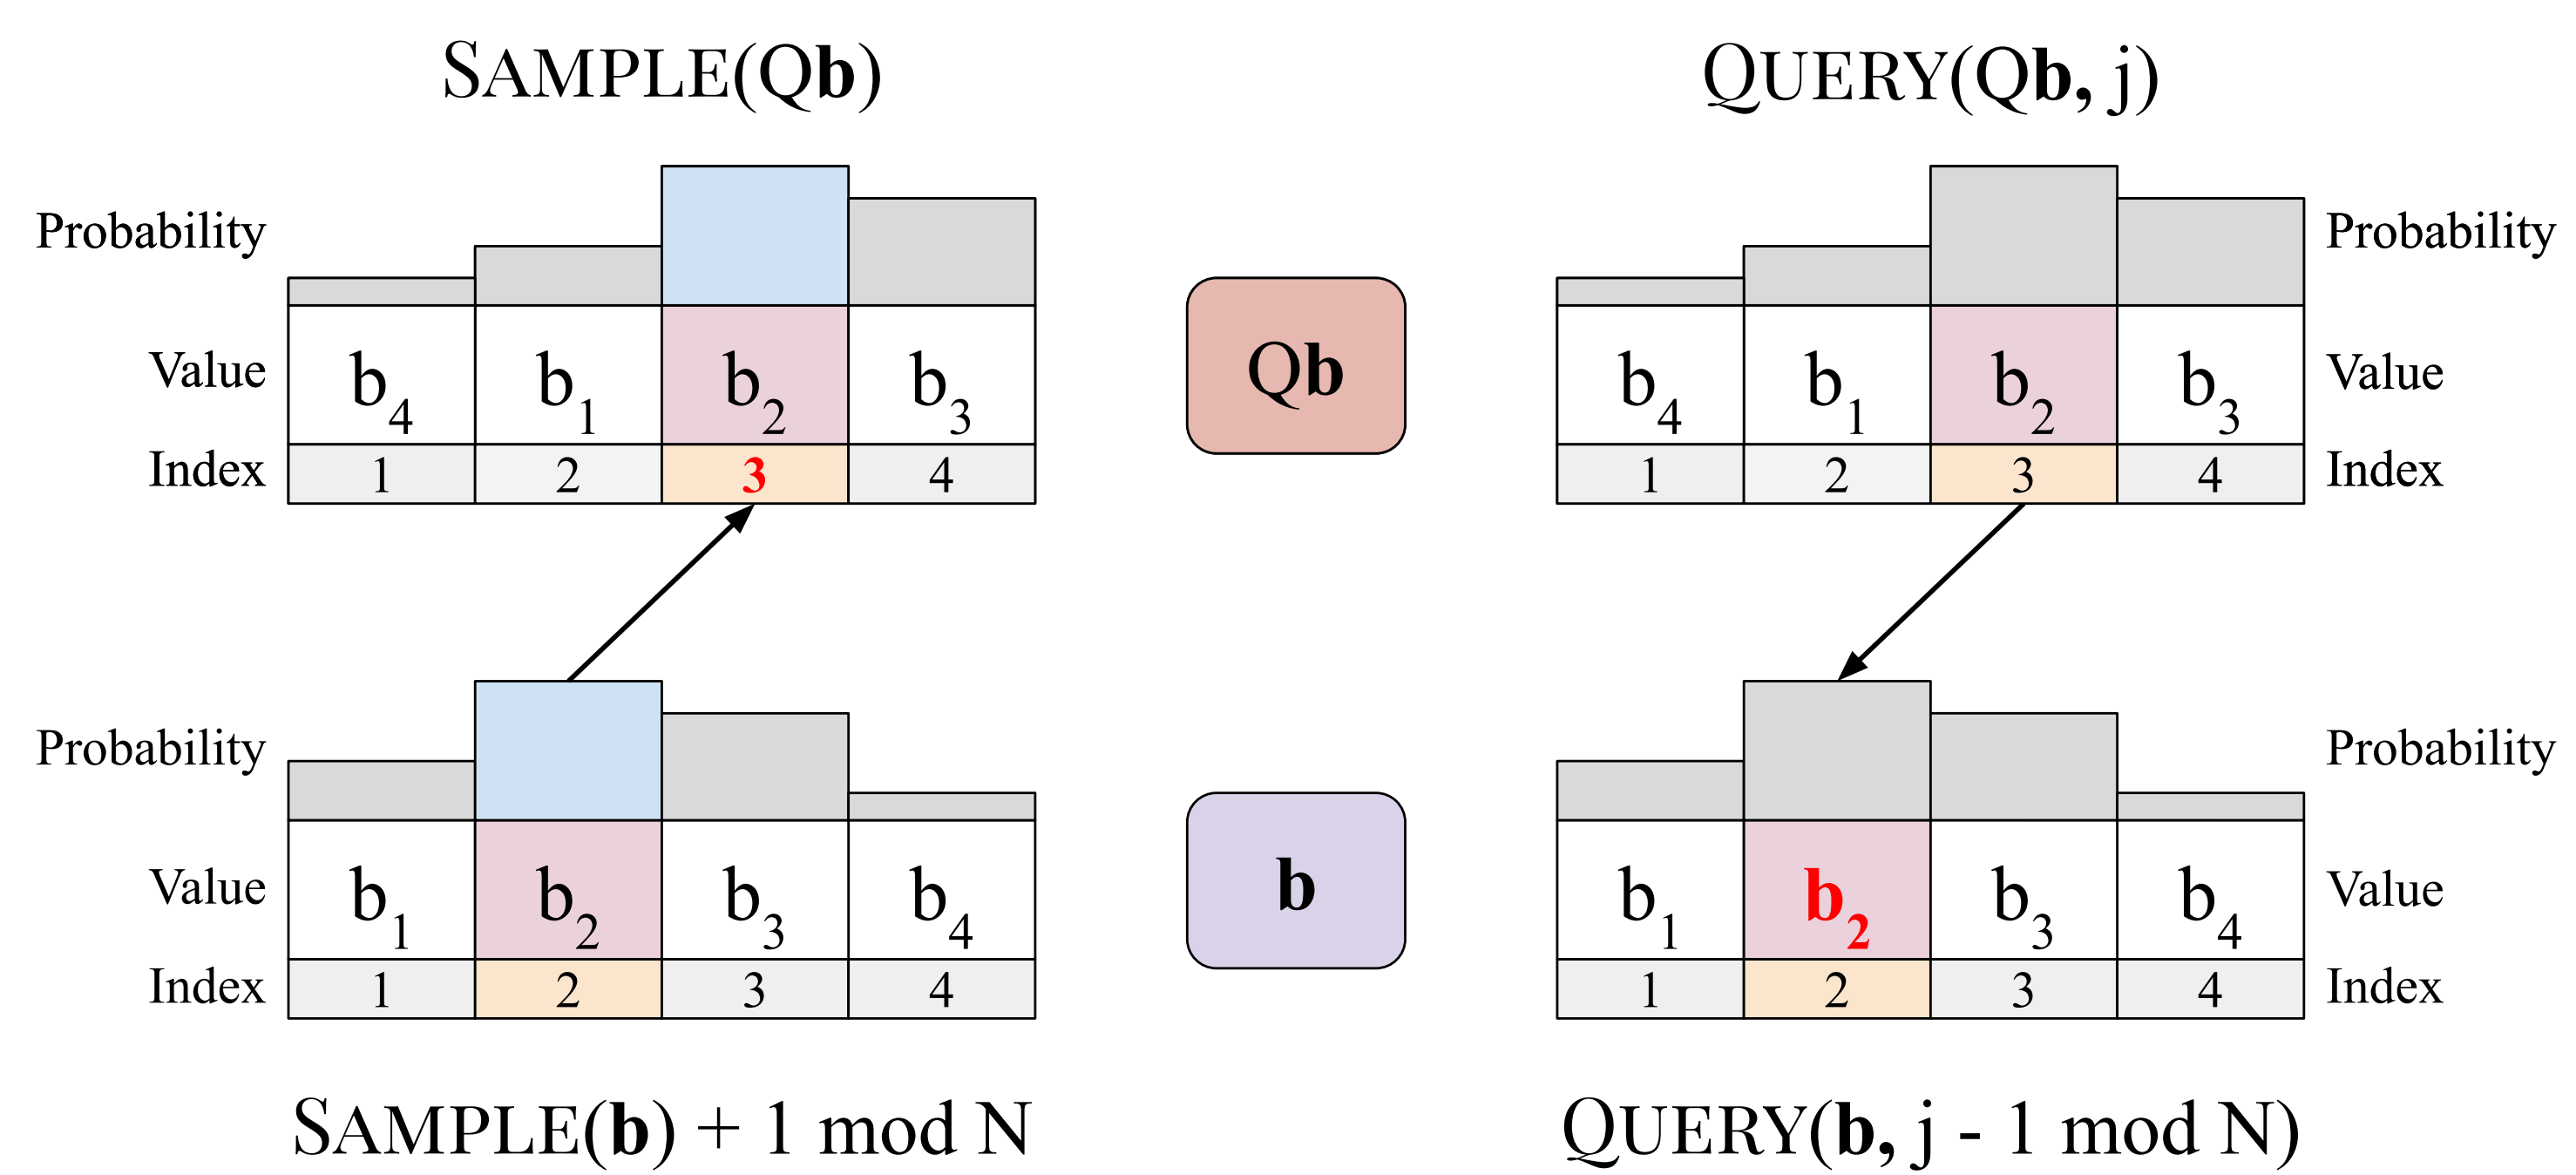 SAMPLE(Qb) QUERY(Qb, j)
Probability Probability
Value b4 b1 b2 b3 Qb b4 b1 b2 b3 Value
Index 1 2 3 4 1 2 3 4 Index
Probability Probability
Value b1 b2 b3 b4 b b1 b2 b3 b4 Value
Index 1 2 3 4 1 2 3 4 Index
SAMPLE(b) + 1 mod N QUERY(b, j - 1 mod N)